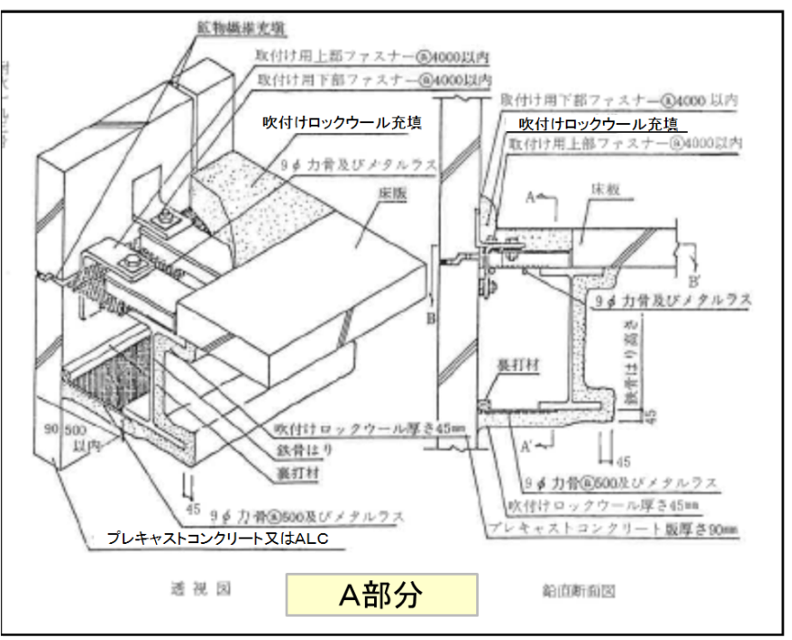 鉱物繊維充塡
取付け用上部ファスナーⓐ4000以内
取付け用下部ファスナーⓐ4000以内
吹付けロックウール充填
9φ力骨及びメタルラス
床版
吹付けロックウール厚さ45㎜
鉄骨はり
裏打材
90
500
以内
45
9φ力骨ⓐ500及びメタルラス
プレキャストコンクリート又はALC
透視図
取付け用下部ファスナーⓐ4000以内
吹付けロックウール充填
取付け用上部ファスナーⓐ4000以内
A
床板
B
B'
9φ力骨及びメタルラス
裏打材
鉄骨はり高さ
45
A'
45
9φ力骨ⓐ500及びメタルラス
吹付けロックウール厚さ45㎜
プレキャストコンクリート版厚さ90㎜
鉛直断面図
A部分